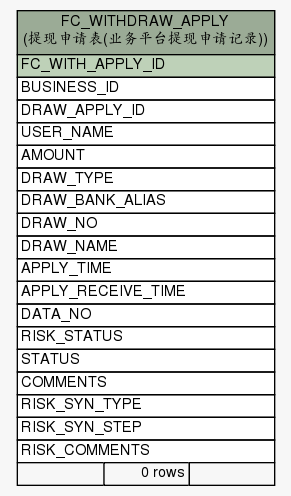 FC_WITHDRAW_APPLY
(提现申请表(业务平台提现申请记录))
FC_WITH_APPLY_ID
BUSINESS_ID
DRAW_APPLY_ID
USER_NAME
AMOUNT
DRAW_TYPE
DRAW_BANK_ALIAS
DRAW_NO
DRAW_NAME
APPLY_TIME
APPLY_RECEIVE_TIME
DATA_NO
RISK_STATUS
STATUS
COMMENTS
RISK_SYN_TYPE
RISK_SYN_STEP
RISK_COMMENTS
0 rows